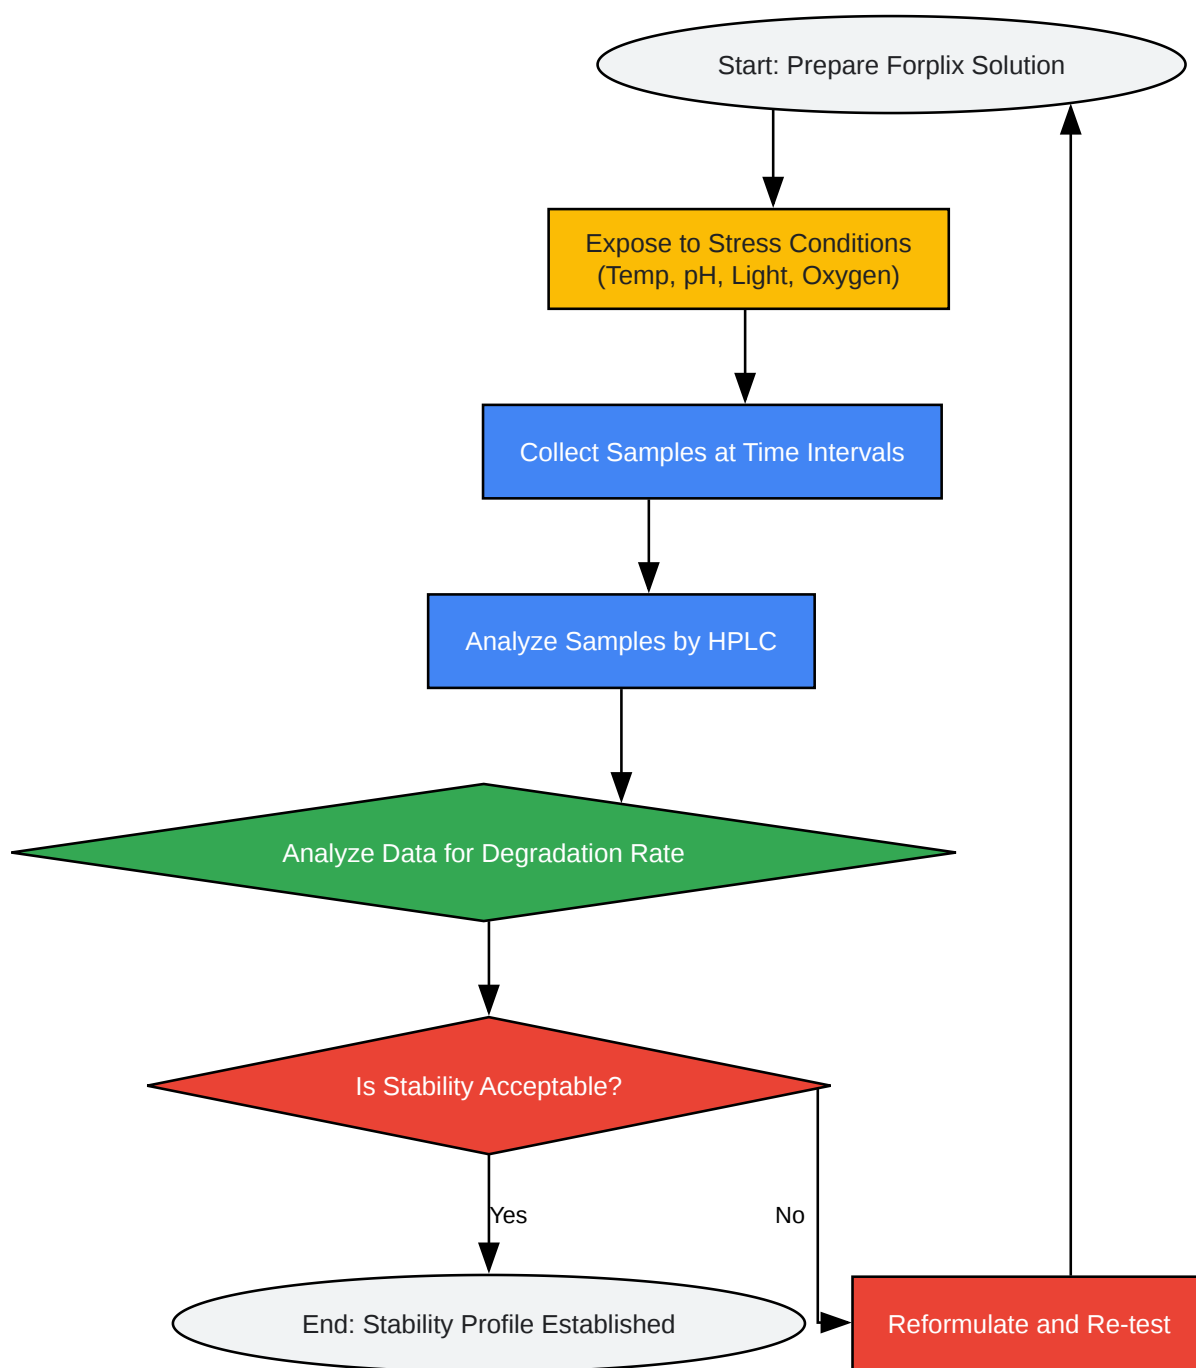 Start: Prepare Forplix Solution
Expose to Stress Conditions
(Temp, pH, Light, Oxygen)
Collect Samples at Time Intervals
Analyze Samples by HPLC
Analyze Data for Degradation Rate
Is Stability Acceptable?
Yes
No
End: Stability Profile Established
Reformulate and Re-test